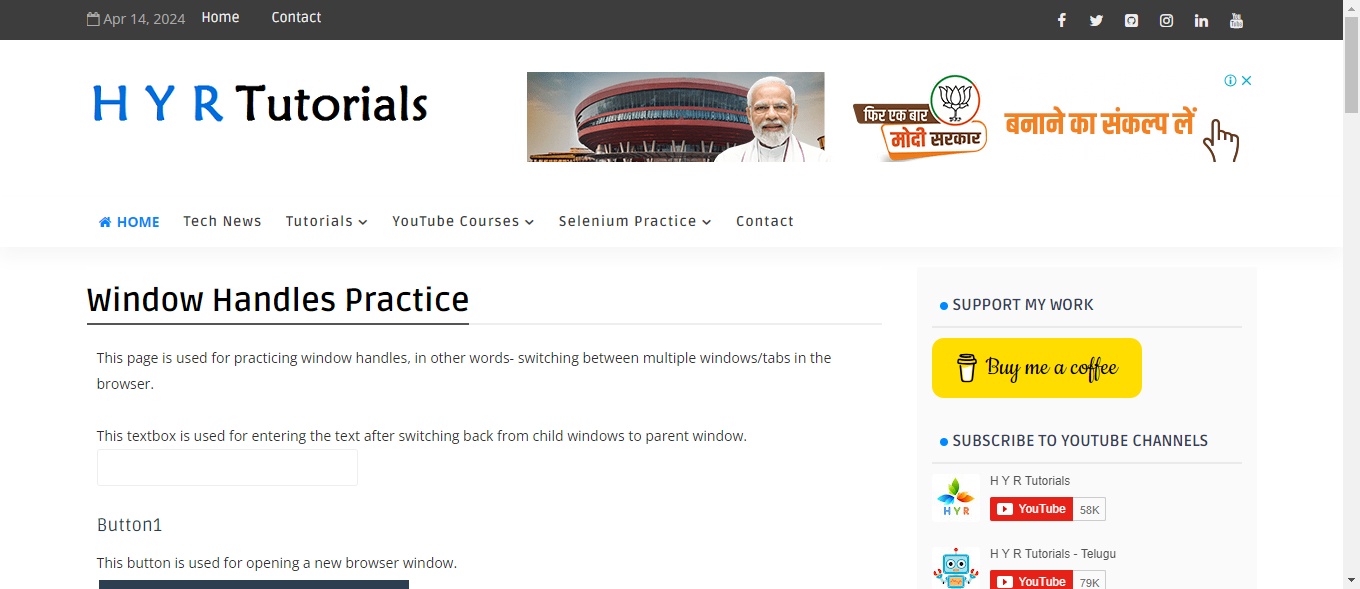 Apr 14, 2024 Home Contact
H Y R Tutorials
फिर एक बार
मोदी सरकार
बनाने का संकल्प लें
HOME Tech News Tutorials YouTube Courses Selenium Practice Contact
Window Handles Practice
This page is used for practicing window handles, in other words- switching between multiple windows/tabs in the
browser.
This textbox is used for entering the text after switching back from child windows to parent window.
Button1
This button is used for opening a new browser window.
SUPPORT MY WORK
Buy me a coffee
SUBSCRIBE TO YOUTUBE CHANNELS
H Y R Tutorials
H Y R
YouTube 58K
H Y R Tutorials - Telugu
YouTube 79K